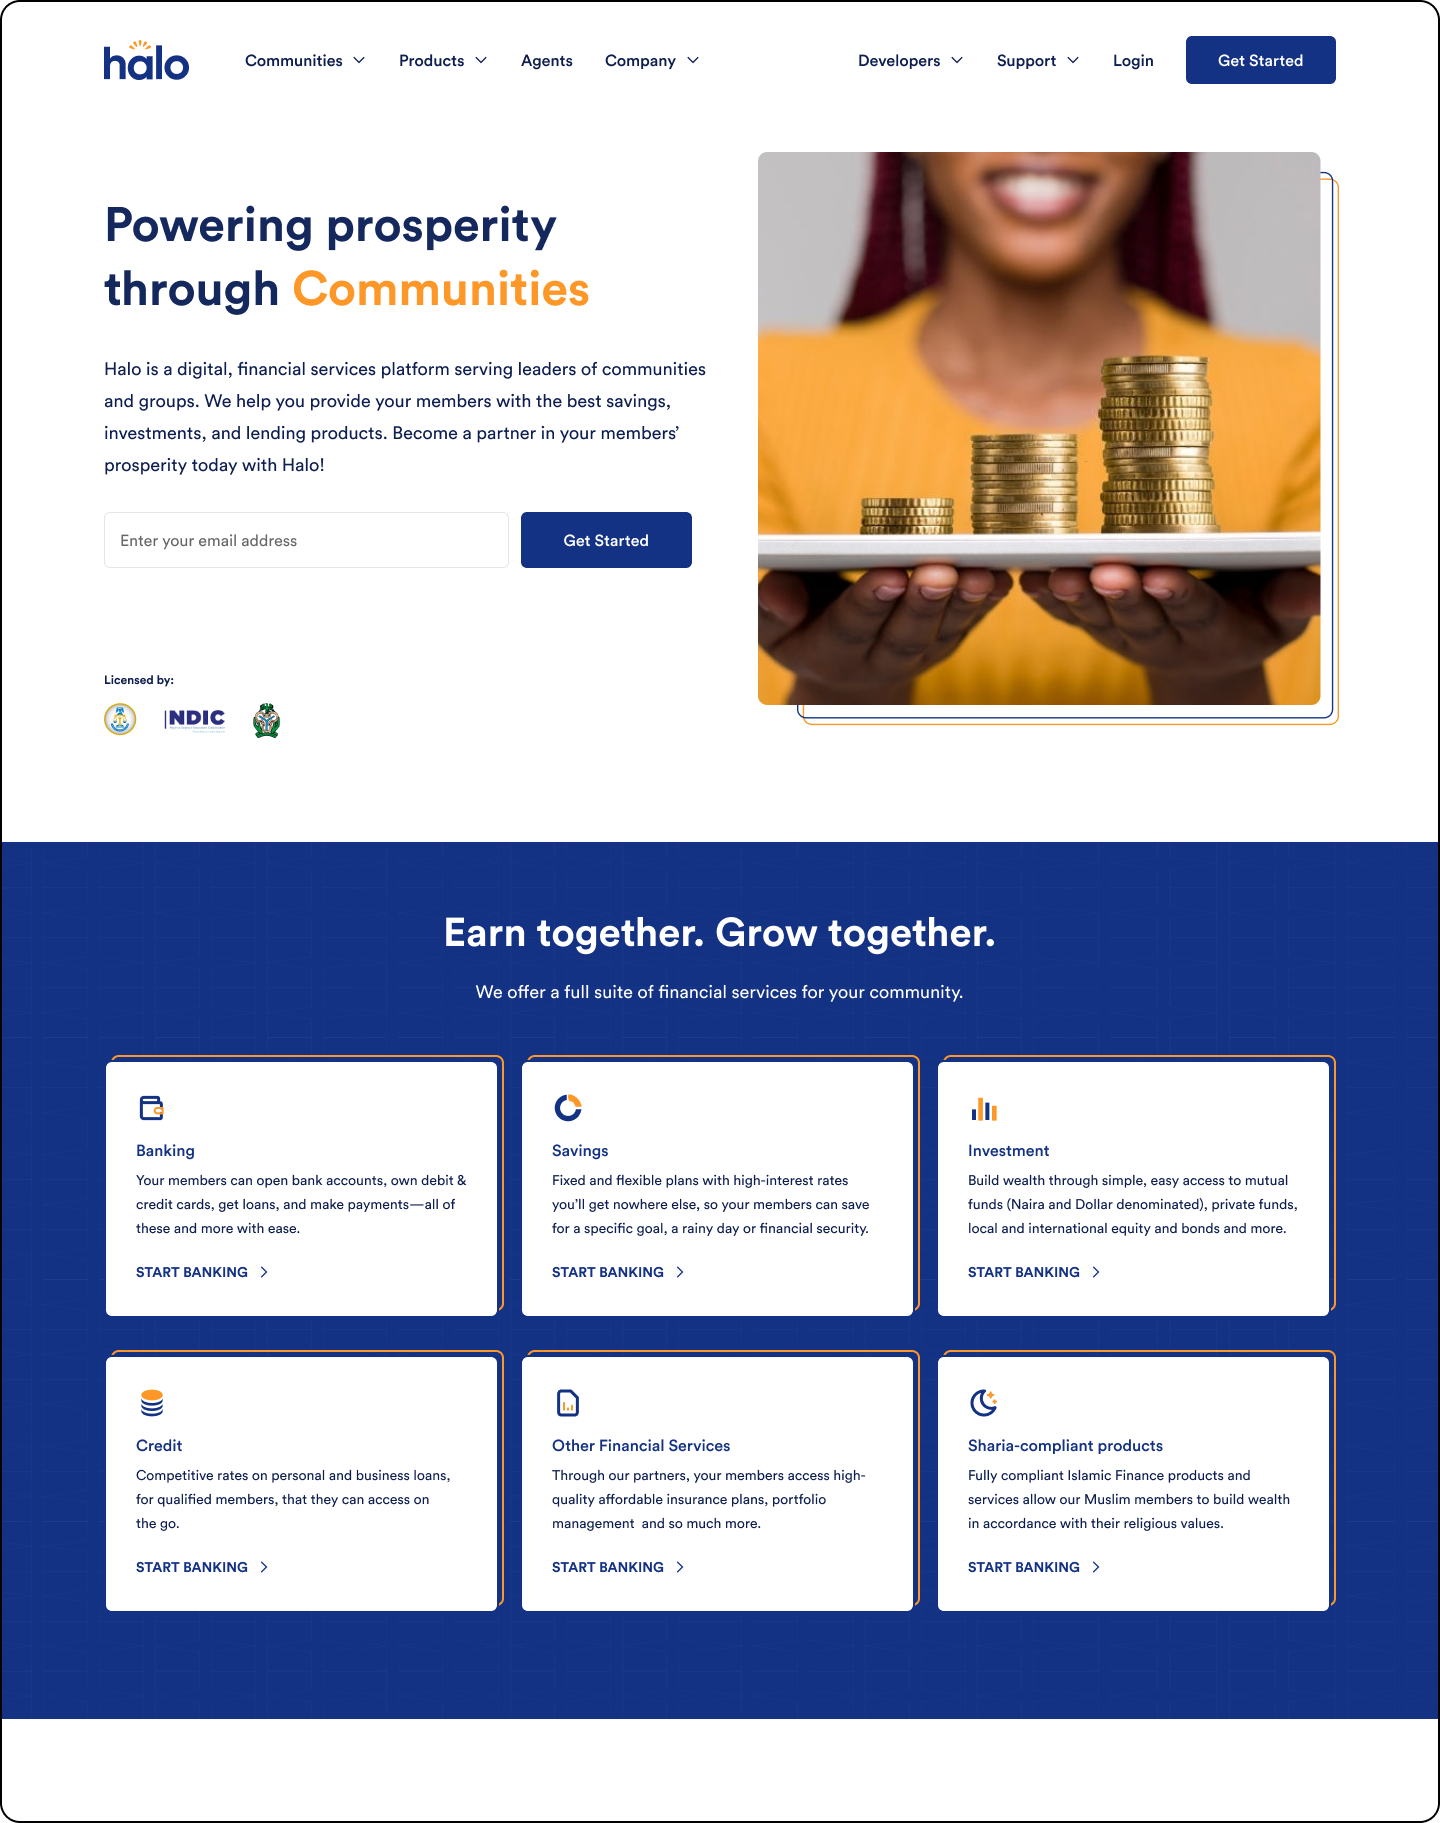 halo
Communities
Products
Agents
Company
Developers
Support
Login
Get Started
Powering prosperity
through Communities
Halo is a digital, financial services platform serving leaders of communities
and groups. We help you provide your members with the best savings,
investments, and lending products. Become a partner in your members’
prosperity today with Halo!
Enter your email address
Get Started
Licensed by:
NDIC
Earn together. Grow together.
We offer a full suite of financial services for your community.
Banking
Your members can open bank accounts, own debit &
credit cards, get loans, and make payments—all of
these and more with ease.
START BANKING
Savings
Fixed and flexible plans with high-interest rates
you’ll get nowhere else, so your members can save
for a specific goal, a rainy day or financial security.
START BANKING
Investment
Build wealth through simple, easy access to mutual
funds (Naira and Dollar denominated), private funds,
local and international equity and bonds and more.
START BANKING
Credit
Competitive rates on personal and business loans,
for qualified members, that they can access on
the go.
START BANKING
Other Financial Services
Through our partners, your members access high-
quality affordable insurance plans, portfolio
management  and so much more.
START BANKING
Sharia-compliant products
Fully compliant Islamic Finance products and
services allow our Muslim members to build wealth
in accordance with their religious values.
START BANKING